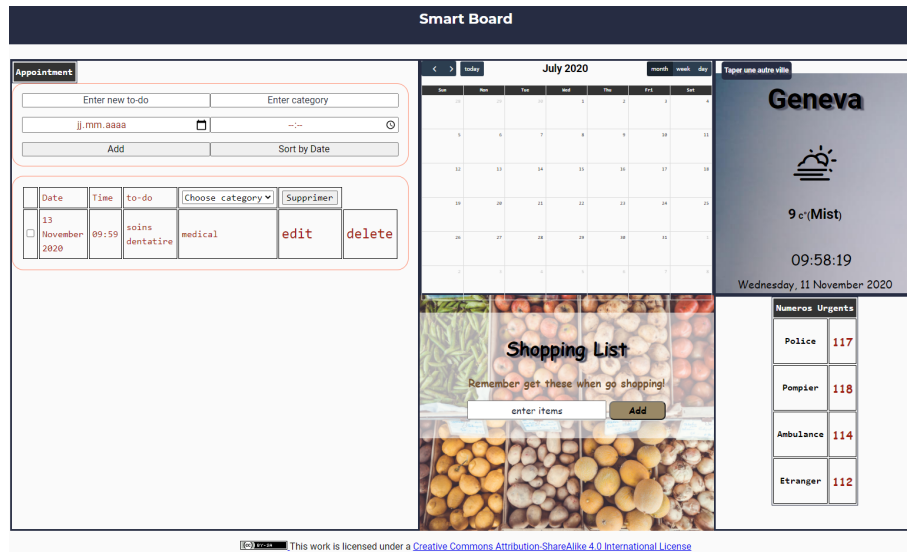 Smart Board
Appointment
Enter new to-do
Enter category
jj.mm.aaaa
--:--
Add
Sort by Date
Date
Time
to-do
Choose category
Supprimer
13
November
2020
09:59
soins
dentatire
medical
edit
delete
today
July 2020
month
week
day
Sun Mon Tue Wed Thu Fri Sat
28 29 30 1 2 3 4
5 6 7 8 9 10 11
12 13 14 15 16 17 18
19 20 21 22 23 24 25
26 27 28 29 30 31 1
2 3 4 5 6 7 8
Taper une autre ville
Geneva
9 c°(Mist)
09:58:19
Wednesday, 11 November 2020
Shopping List
Remember get these when go shopping!
enter items
Add
Numeros Urgents
Police 117
Pompier 118
Ambulance 114
Etranger 112
(cc) BY-SA
This work is licensed under a Creative Commons Attribution-ShareAlike 4.0 International License